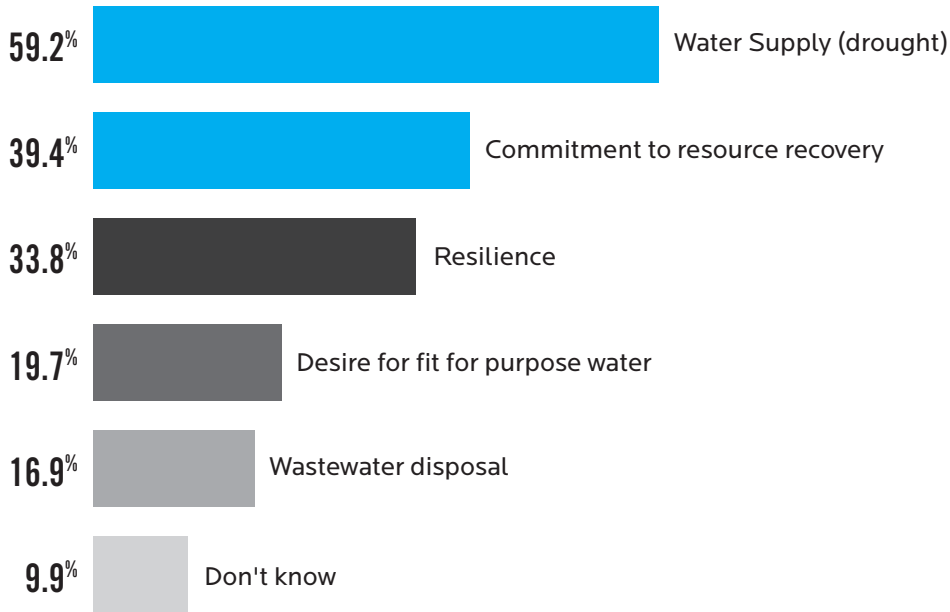 59.2% Water Supply (drought)
39.4% Commitment to resource recovery
33.8% Resilience
19.7% Desire for fit for purpose water
16.9% Wastewater disposal
9.9% Don't know